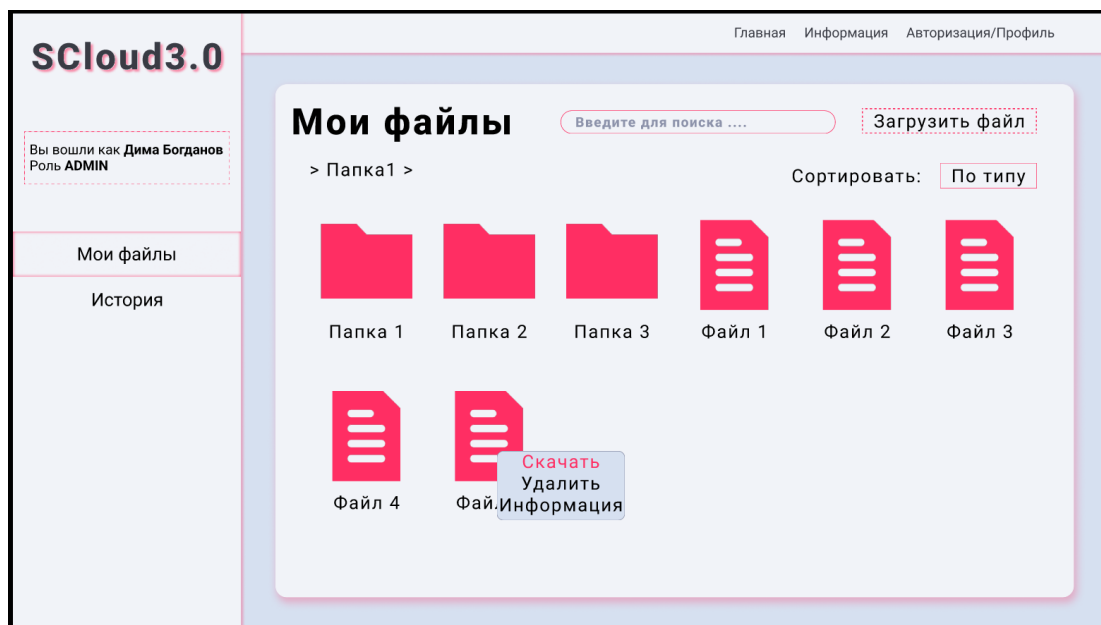 SCloud3.0
Главная Информация Авторизация/Профиль
Вы вошли как Дима Богданов
Роль ADMIN
Мои файлы
История
Мои файлы
Введите для поиска ....
Загрузить файл
> Папка1 >
Сортировать: По типу
Папка 1 Папка 2 Папка 3 Файл 1 Файл 2 Файл 3
Файл 4
Скачать
Удалить
Информация